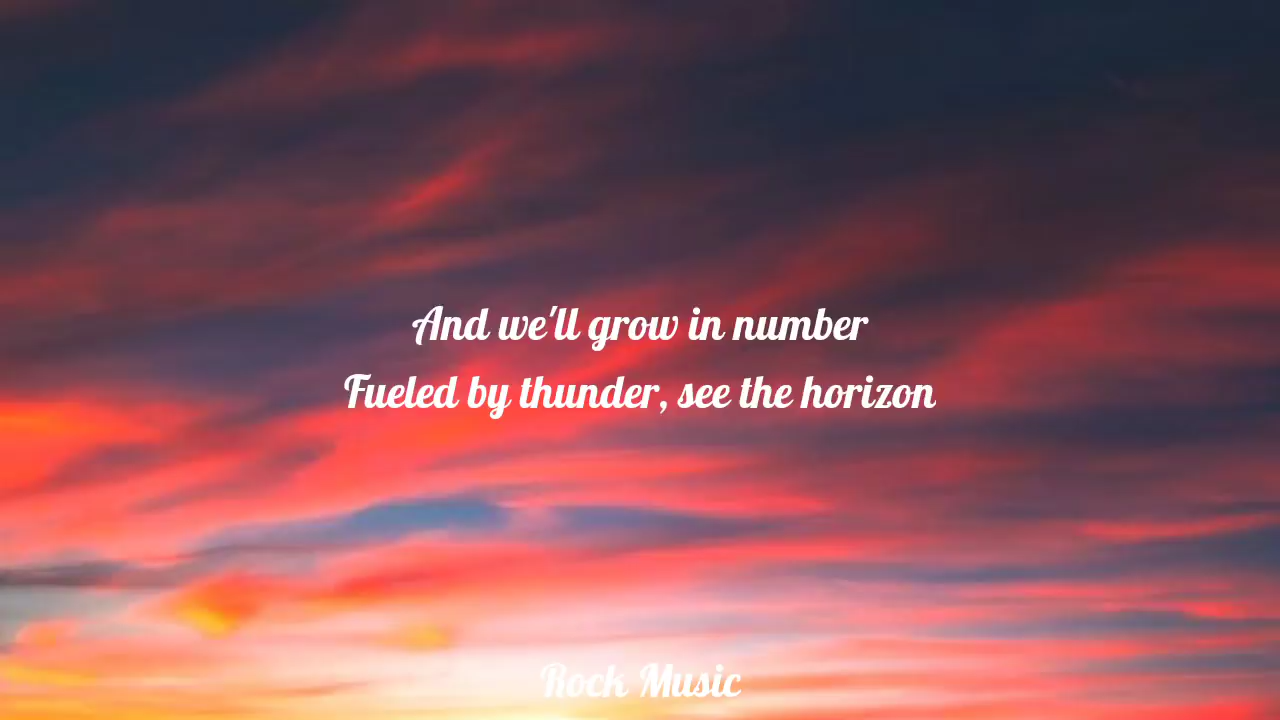 And we'll grow in number
Fueled by thunder, see the horizon
Rock Music